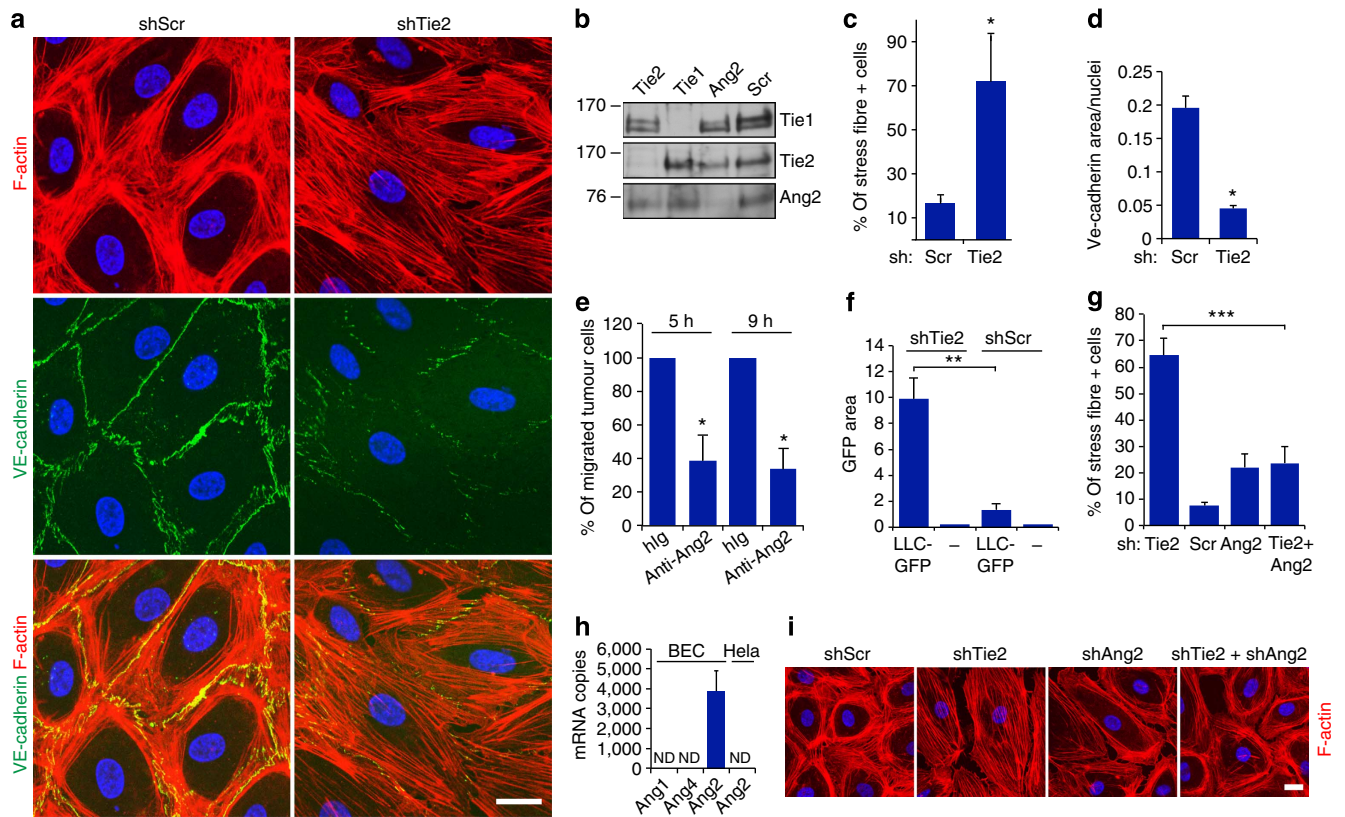 a
shScr
shTie2
F-actin
VE-cadherin
VE-cadherin F-actin
b
Tie2 Tie1 Ang2 Scr
170
Tie1
170
Tie2
76
Ang2
c
% Of stress fibre + cells
90
70
50
30
10
*
sh: Scr Tie2
d
Ve-cadherin area/nuclei
0.25
0.2
0.15
0.1
0.05
0
*
sh: Scr Tie2
e
% Of migrated tumour cells
120
100
80
60
40
20
0
5 h 9 h
* *
hIg Anti-Ang2 hIg Anti-Ang2
f
GFP area
14
12
10
8
6
4
2
0
shTie2 shScr
**
LLC-GFP – LLC-GFP –
g
% Of stress fibre + cells
80
70
60
50
40
30
20
10
0
***
sh: Tie2 Scr Ang2 Tie2+
Ang2
h
mRNA copies
6,000
5,000
4,000
3,000
2,000
1,000
0
BEC Hela
ND ND ND
Ang1 Ang4 Ang2 Ang2
i
shScr shTie2 shAng2 shTie2 + shAng2
F-actin